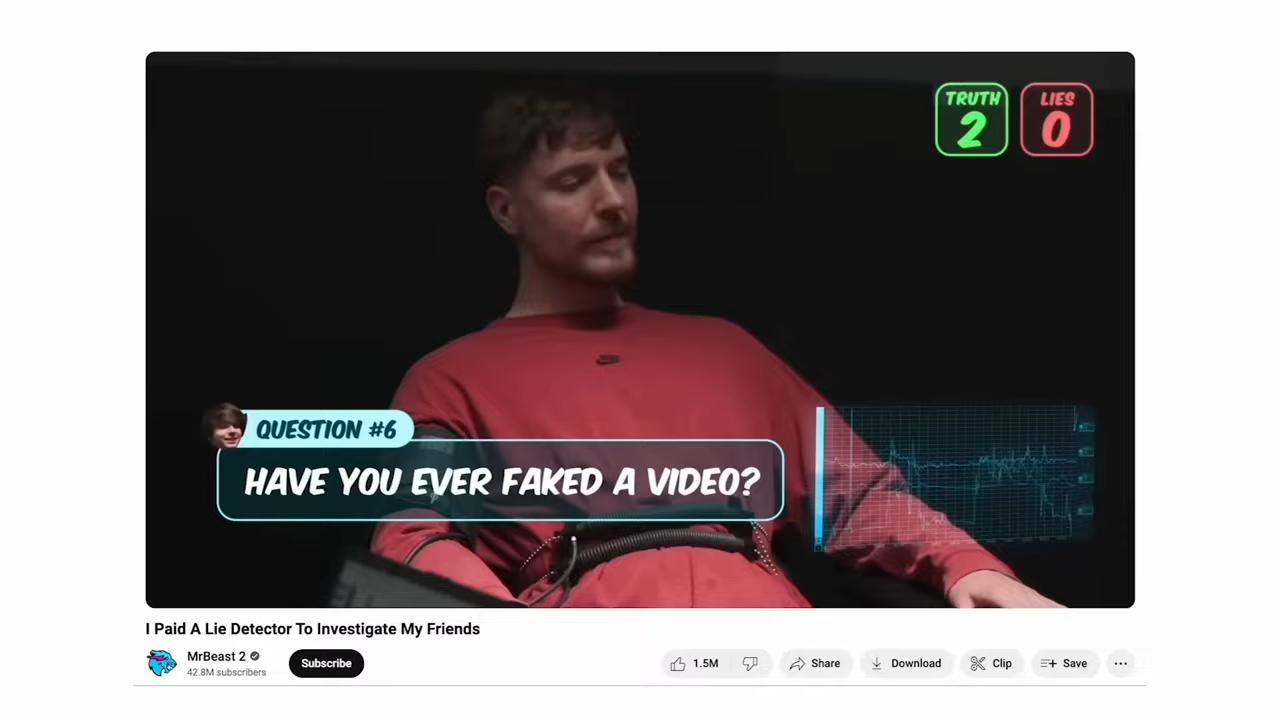 TRUTH
2
LIES
0
QUESTION #6
HAVE YOU EVER FAKED A VIDEO?
I Paid A Lie Detector To Investigate My Friends
MrBeast 2
42.8M subscribers
Subscribe
1.5M
Share
Download
Clip
Save